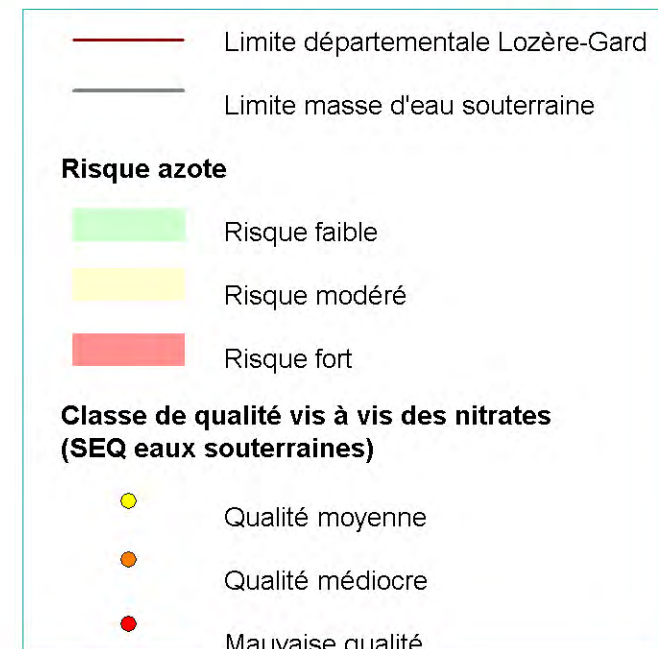 Limite départementale Lozère-Gard
Limite masse d'eau souterraine
Risque azote
Risque faible
Risque modéré
Risque fort
Classe de qualité vis à vis des nitrates
(SEQ eaux souterraines)
Qualité moyenne
Qualité médiocre
Mauvaise qualité